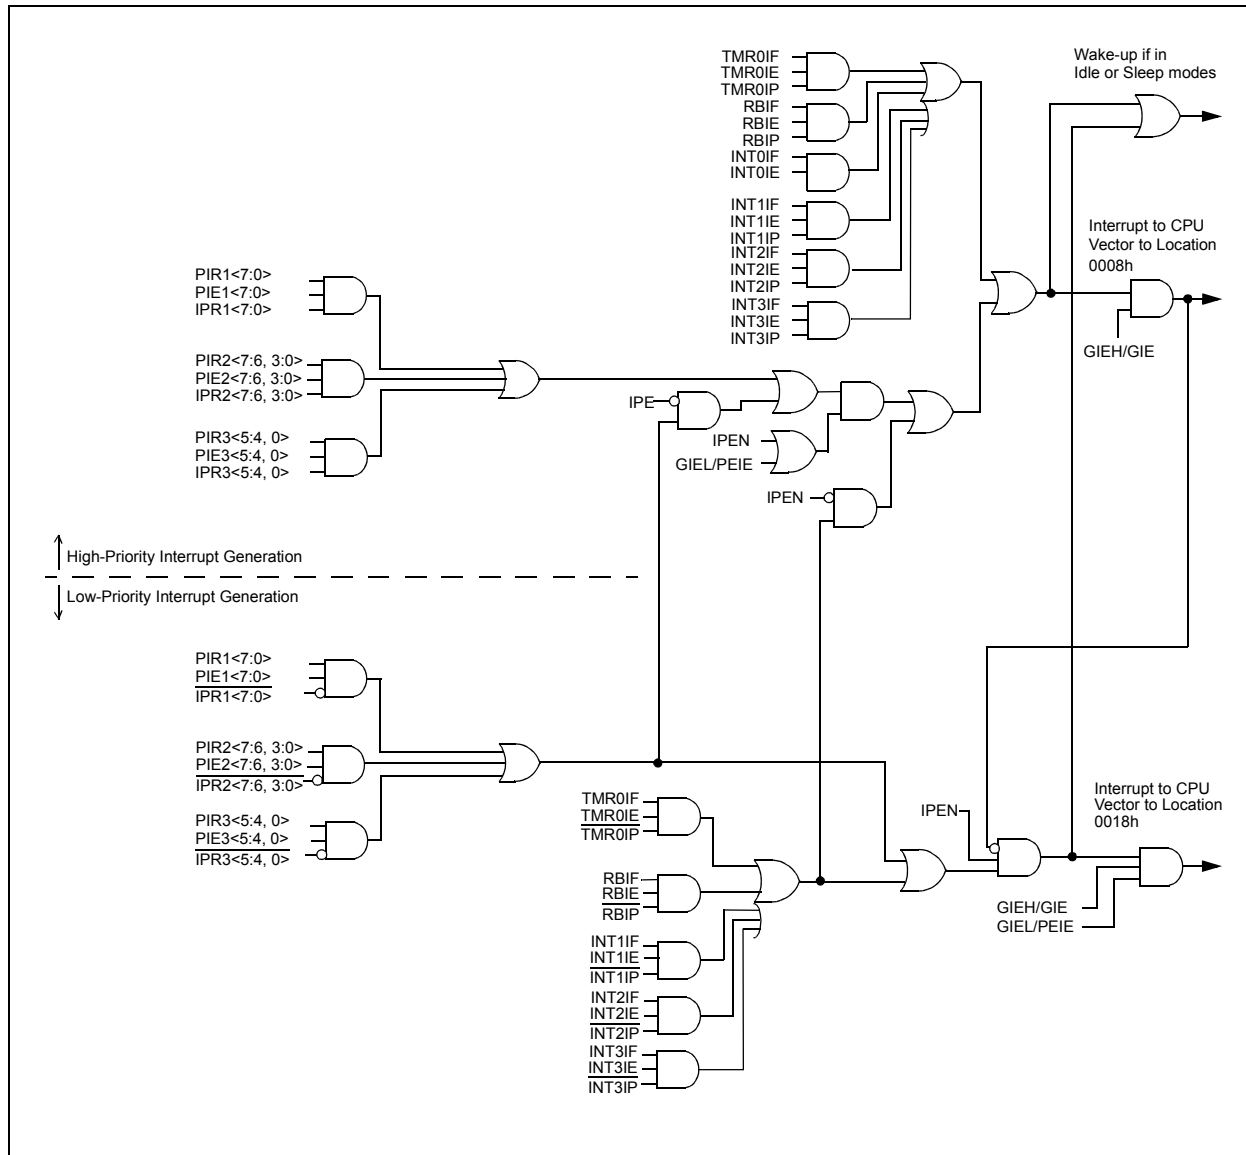 TMR0IF
TMR0IE
TMR0IP
RBIF
RBIE
RBIP
INT0IF
INT0IE
INT1IF
INT1IE
INT1IP
INT2IF
INT2IE
INT2IP
INT3IF
INT3IE
INT3IP
Wake-up if in
Idle or Sleep modes
Interrupt to CPU
Vector to Location
0008h
GIEH/GIE
PIR1<7:0>
PIE1<7:0>
IPR1<7:0>
PIR2<7:6, 3:0>
PIE2<7:6, 3:0>
IPR2<7:6, 3:0>
PIR3<5:4, 0>
PIE3<5:4, 0>
IPR3<5:4, 0>
IPE
IPEN
GIEL/PEIE
IPEN
High-Priority Interrupt Generation
Low-Priority Interrupt Generation
PIR1<7:0>
PIE1<7:0>
IPR1<7:0>
PIR2<7:6, 3:0>
PIE2<7:6, 3:0>
IPR2<7:6, 3:0>
PIR3<5:4, 0>
PIE3<5:4, 0>
IPR3<5:4, 0>
TMR0IF
TMR0IE
TMR0IP
RBIF
RBIE
RBIP
INT1IF
INT1IE
INT1IP
INT2IF
INT2IE
INT2IP
INT3IF
INT3IE
INT3IP
IPEN
Interrupt to CPU
Vector to Location
0018h
GIEH/GIE
GIEL/PEIE